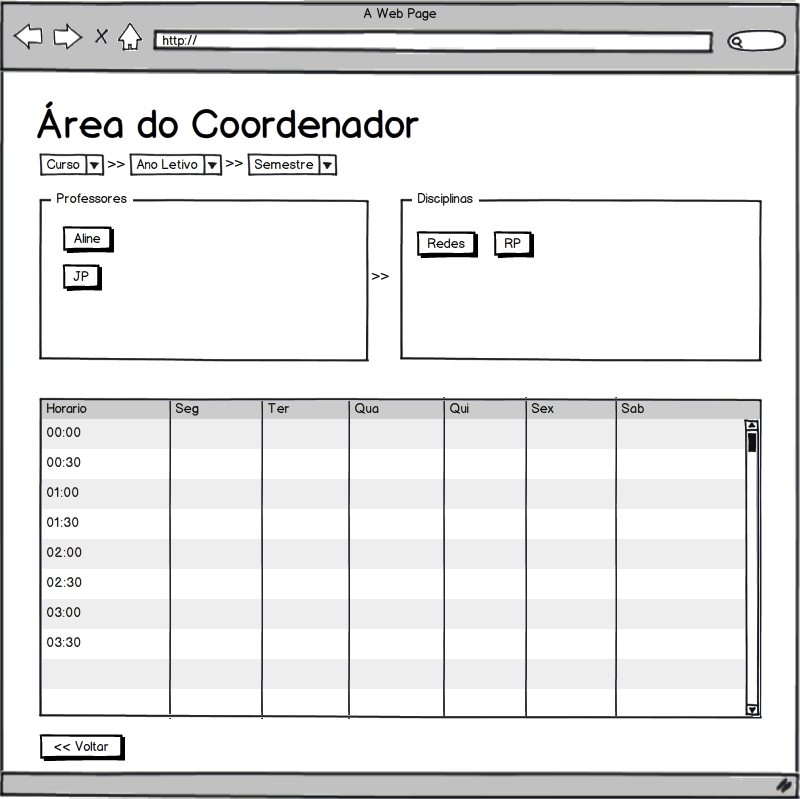 A Web Page
http://
Área do Coordenador
Curso >> Ano Letivo >> Semestre
Professores
Aline
JP
>>
Disciplinas
Redes RP
Horario Seg Ter Qua Qui Sex Sab
00:00
00:30
01:00
01:30
02:00
02:30
03:00
03:30
<< Voltar